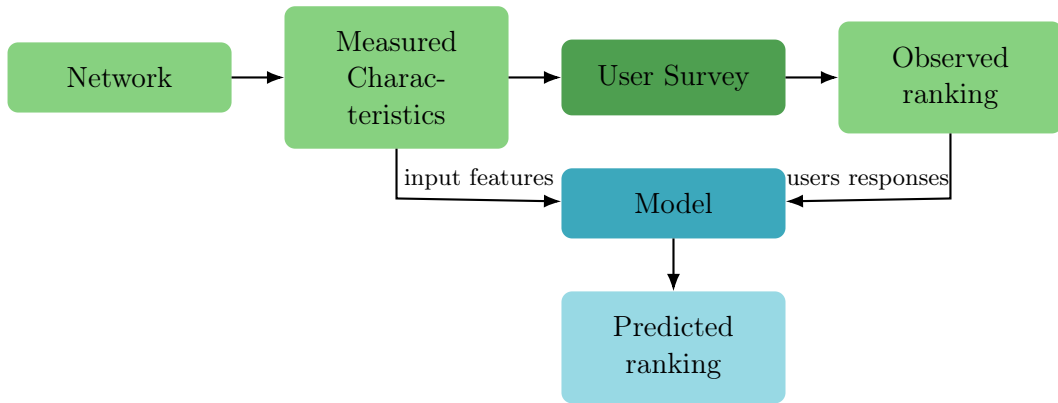 Network
Measured
Charac-
teristics
User Survey
Observed
ranking
input features
users responses
Model
Predicted
ranking